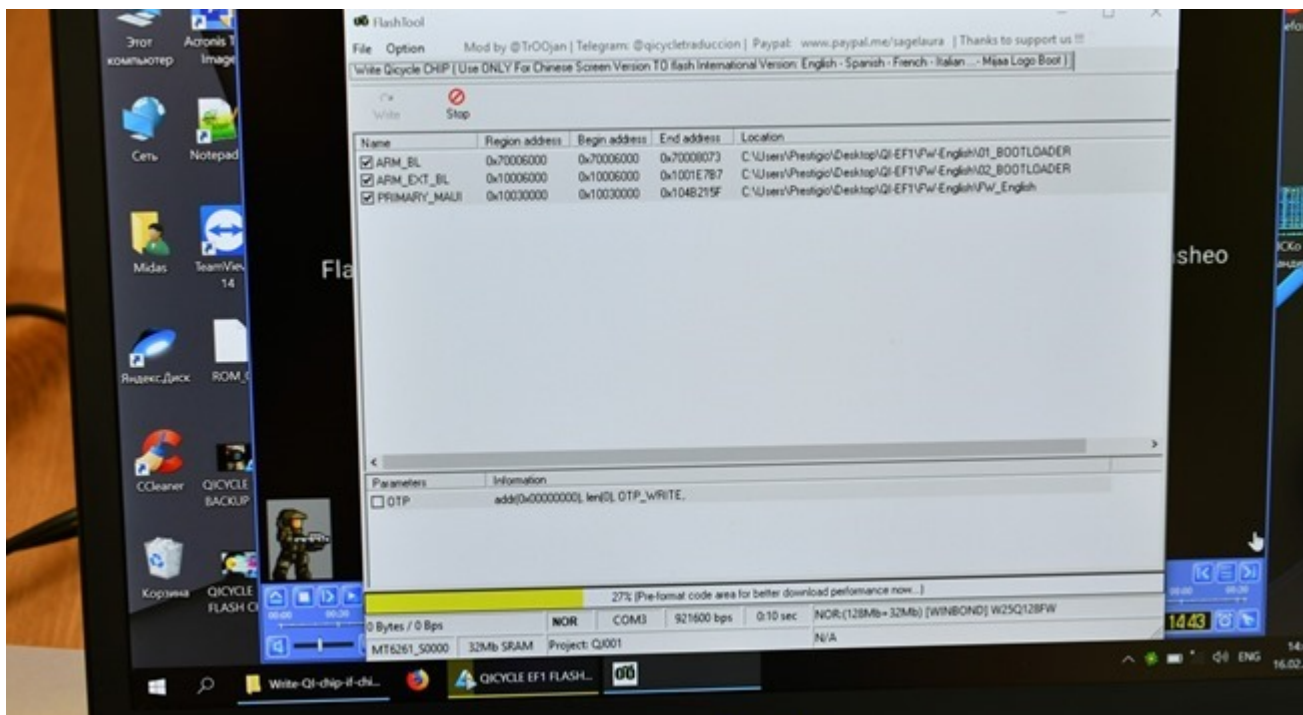 Этот компьютер
Acronis T Image
Сеть
Notepad
Midas
TeamView 14
Яндекс.Диск
CCleaner
QICYCLE BACKUP
Корзина
QICYCLE
FlashTool
File Option Mod by @TrOOjan | Telegram: @qicycletraduccion | Paypal: www.paypal.me/sagelaura | Thanks to support us !!!
Write Qicycle CHIP ( Use ONLY For Chinese Screen Version TO flash International Version: English - Spanish - French - Italian ... - Mijaa Logo Boot )
Write Stop
Name Region address Begin address End address Location
ARM_BL 0x70006000 0x70006000 0x70008073 C:\Users\Prestigio\Desktop\QI-EF1\FW-English\01_BOOTLOADER
ARM_EXT_BL 0x10006000 0x10006000 0x1001E7B7 C:\Users\Prestigio\Desktop\QI-EF1\FW-English\02_BOOTLOADER
PRIMARY_MAUI 0x10030000 0x10030000 0x104B215F C:\Users\Prestigio\Desktop\QI-EF1\FW-English\FW_English
Fla
sheo
Parameters Information
OTP addr(0x00000000), len(0), OTP_WRITE,
27% (Pre-format code area for better download performance now...)
0 Bytes / 0 Bps NOR COM3 921600 bps 0:10 sec NOR:(128Mb+32Mb) [WINBOND] W25Q128FW
MT6261_S0000 32Mb SRAM Project: QJ001 N/A
00:00 00:30
1443
Write-QI-chip-if-chi...
QICYCLE EF1 FLASH...
ENG
14:
16.02.